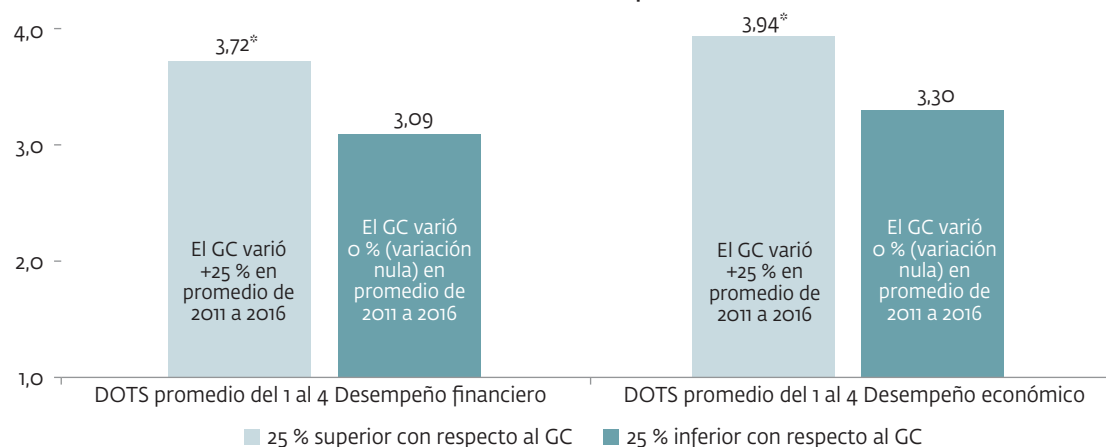 4,0
3,72*
3,94*
3,09
3,30
3,0
2,0
1,0
El GC varió
+25 % en
promedio de
2011 a 2016
El GC varió
0 % (variación
nula) en
promedio de
2011 a 2016
El GC varió
+25 % en
promedio de
2011 a 2016
El GC varió
0 % (variación
nula) en
promedio de
2011 a 2016
DOTS promedio del 1 al 4 Desempeño financiero
DOTS promedio del 1 al 4 Desempeño económico
25 % superior con respecto al GC
25 % inferior con respecto al GC